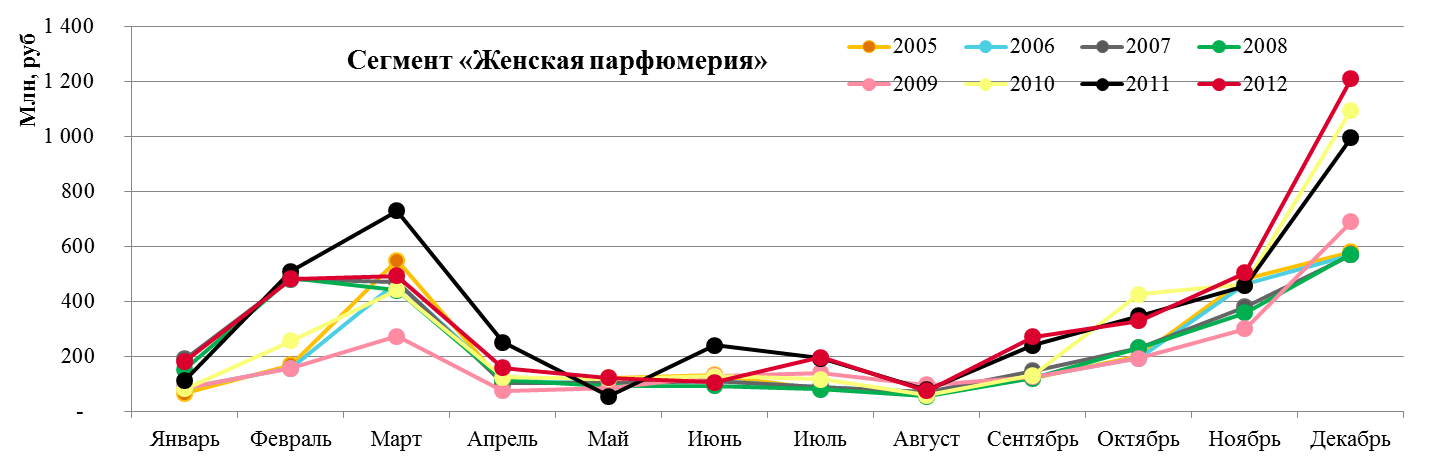 Млн, руб
1 400
1 200
1 000
800
600
400
200
-
Сегмент «Женская парфюмерия»
2005 2006 2007 2008
2009 2010 2011 2012
Январь Февраль Март Апрель Май Июнь Июль Август Сентябрь Октябрь Ноябрь Декабрь